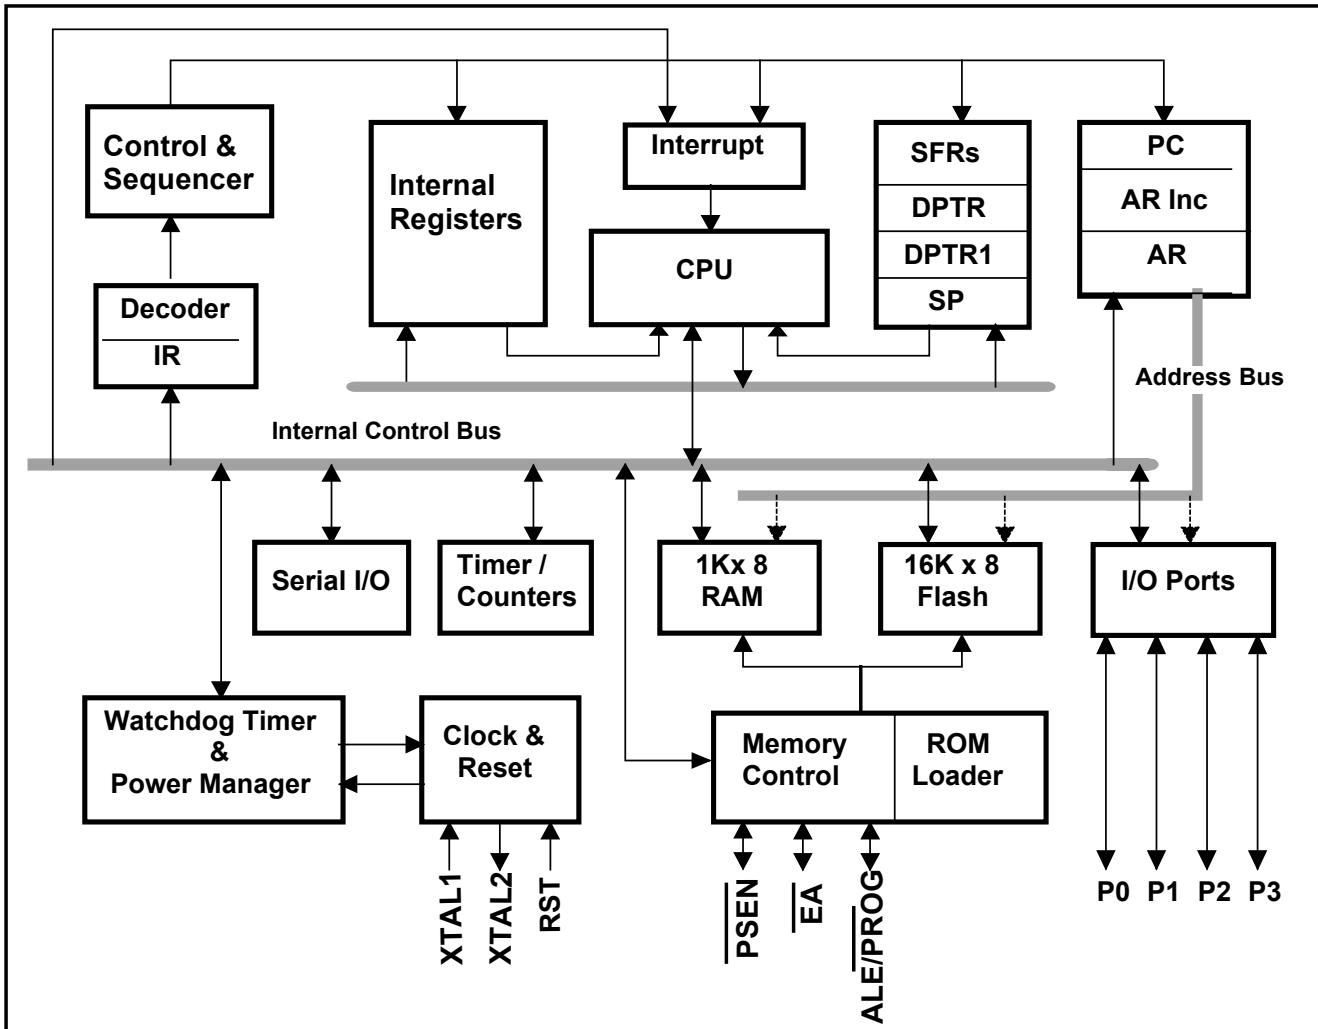 Control &
Sequencer
Internal
Registers
Interrupt
SFRs
DPTR
DPTR1
SP
PC
AR Inc
AR
CPU
Decoder
IR
Address Bus
Internal Control Bus
Serial I/O
Timer /
Counters
1Kx 8
RAM
16K x 8
Flash
I/O Ports
Watchdog Timer
&
Power Manager
Clock &
Reset
Memory
Control
ROM
Loader
XTAL1
XTAL2
RST
PSEN
EA
ALE/PROG
P0
P1
P2
P3